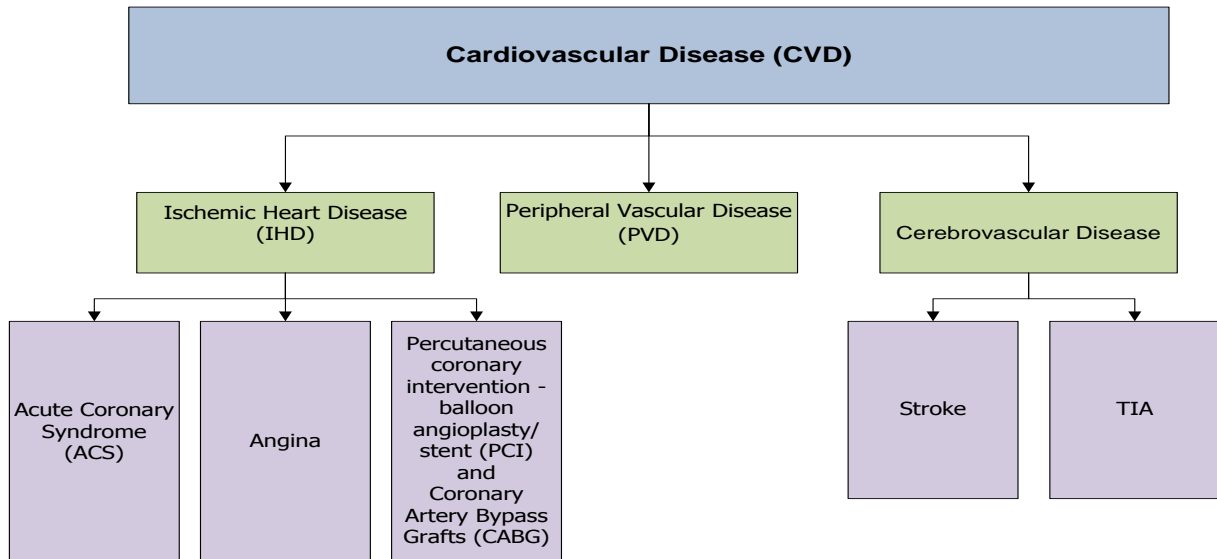 Cardiovascular Disease (CVD)
Ischemic Heart Disease
(IHD)
Peripheral Vascular Disease
(PVD)
Cerebrovascular Disease
Acute Coronary
Syndrome
(ACS)
Angina
Percutaneous
coronary
intervention -
balloon
angioplasty/
stent (PCI)
and
Coronary
Artery Bypass
Grafts (CABG)
Stroke
TIA